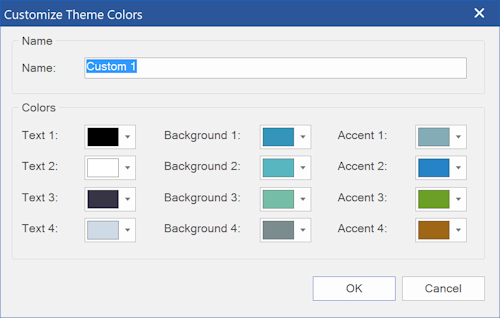 Customize Theme Colors
Name
Name: Custom 1
Colors
Text 1: Background 1: Accent 1:
Text 2: Background 2: Accent 2:
Text 3: Background 3: Accent 3:
Text 4: Background 4: Accent 4:
OK Cancel